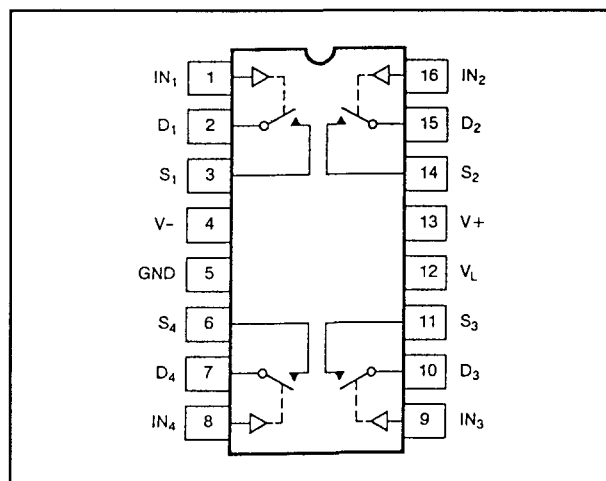 IN₁ 1 16 IN₂
D₁ 2 15 D₂
S₁ 3 14 S₂
V− 4 13 V+
GND 5 12 V_L
S₄ 6 11 S₃
D₄ 7 10 D₃
IN₄ 8 9 IN₃